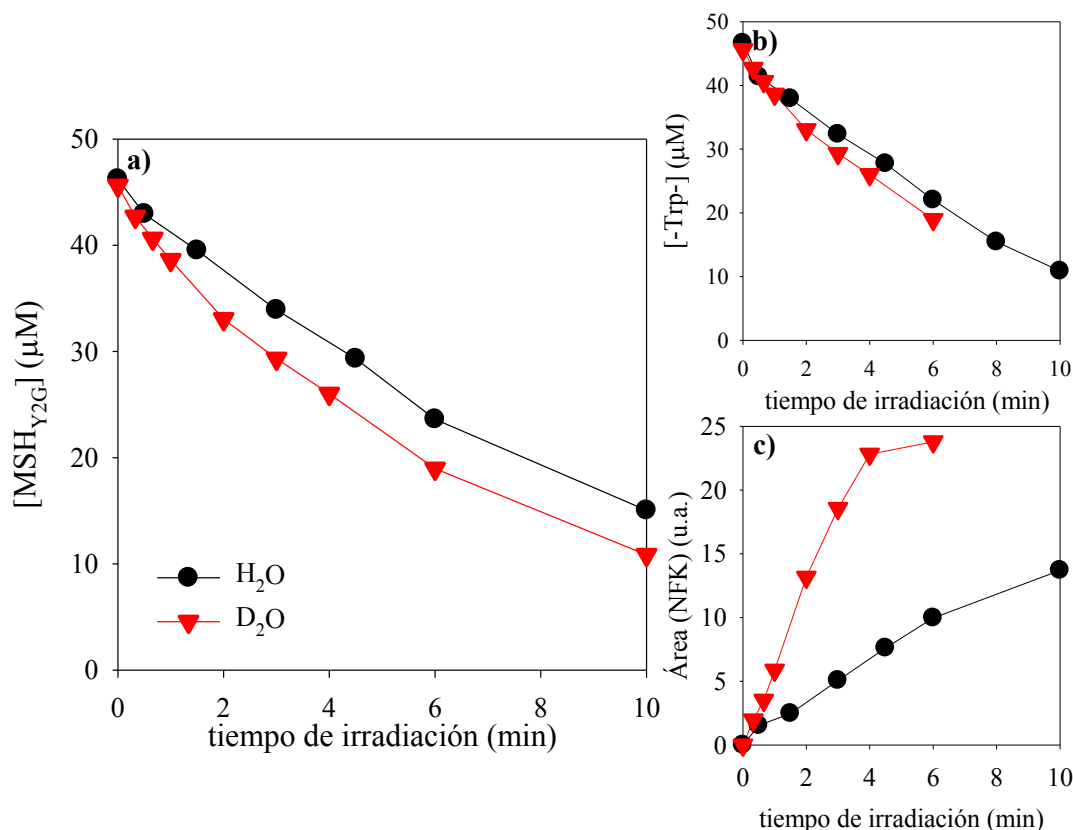 a)
50
40
30
20
10
0
[MSH_Y2G] (µM)
H₂O
D₂O
0 2 4 6 8 10
tiempo de irradiación (min)
b)
50
40
30
20
10
0
[-Trp-] (µM)
0 2 4 6 8 10
tiempo de irradiación (min)
c)
25
20
15
10
5
0
Área (NFK) (u.a.)
0 2 4 6 8 10
tiempo de irradiación (min)